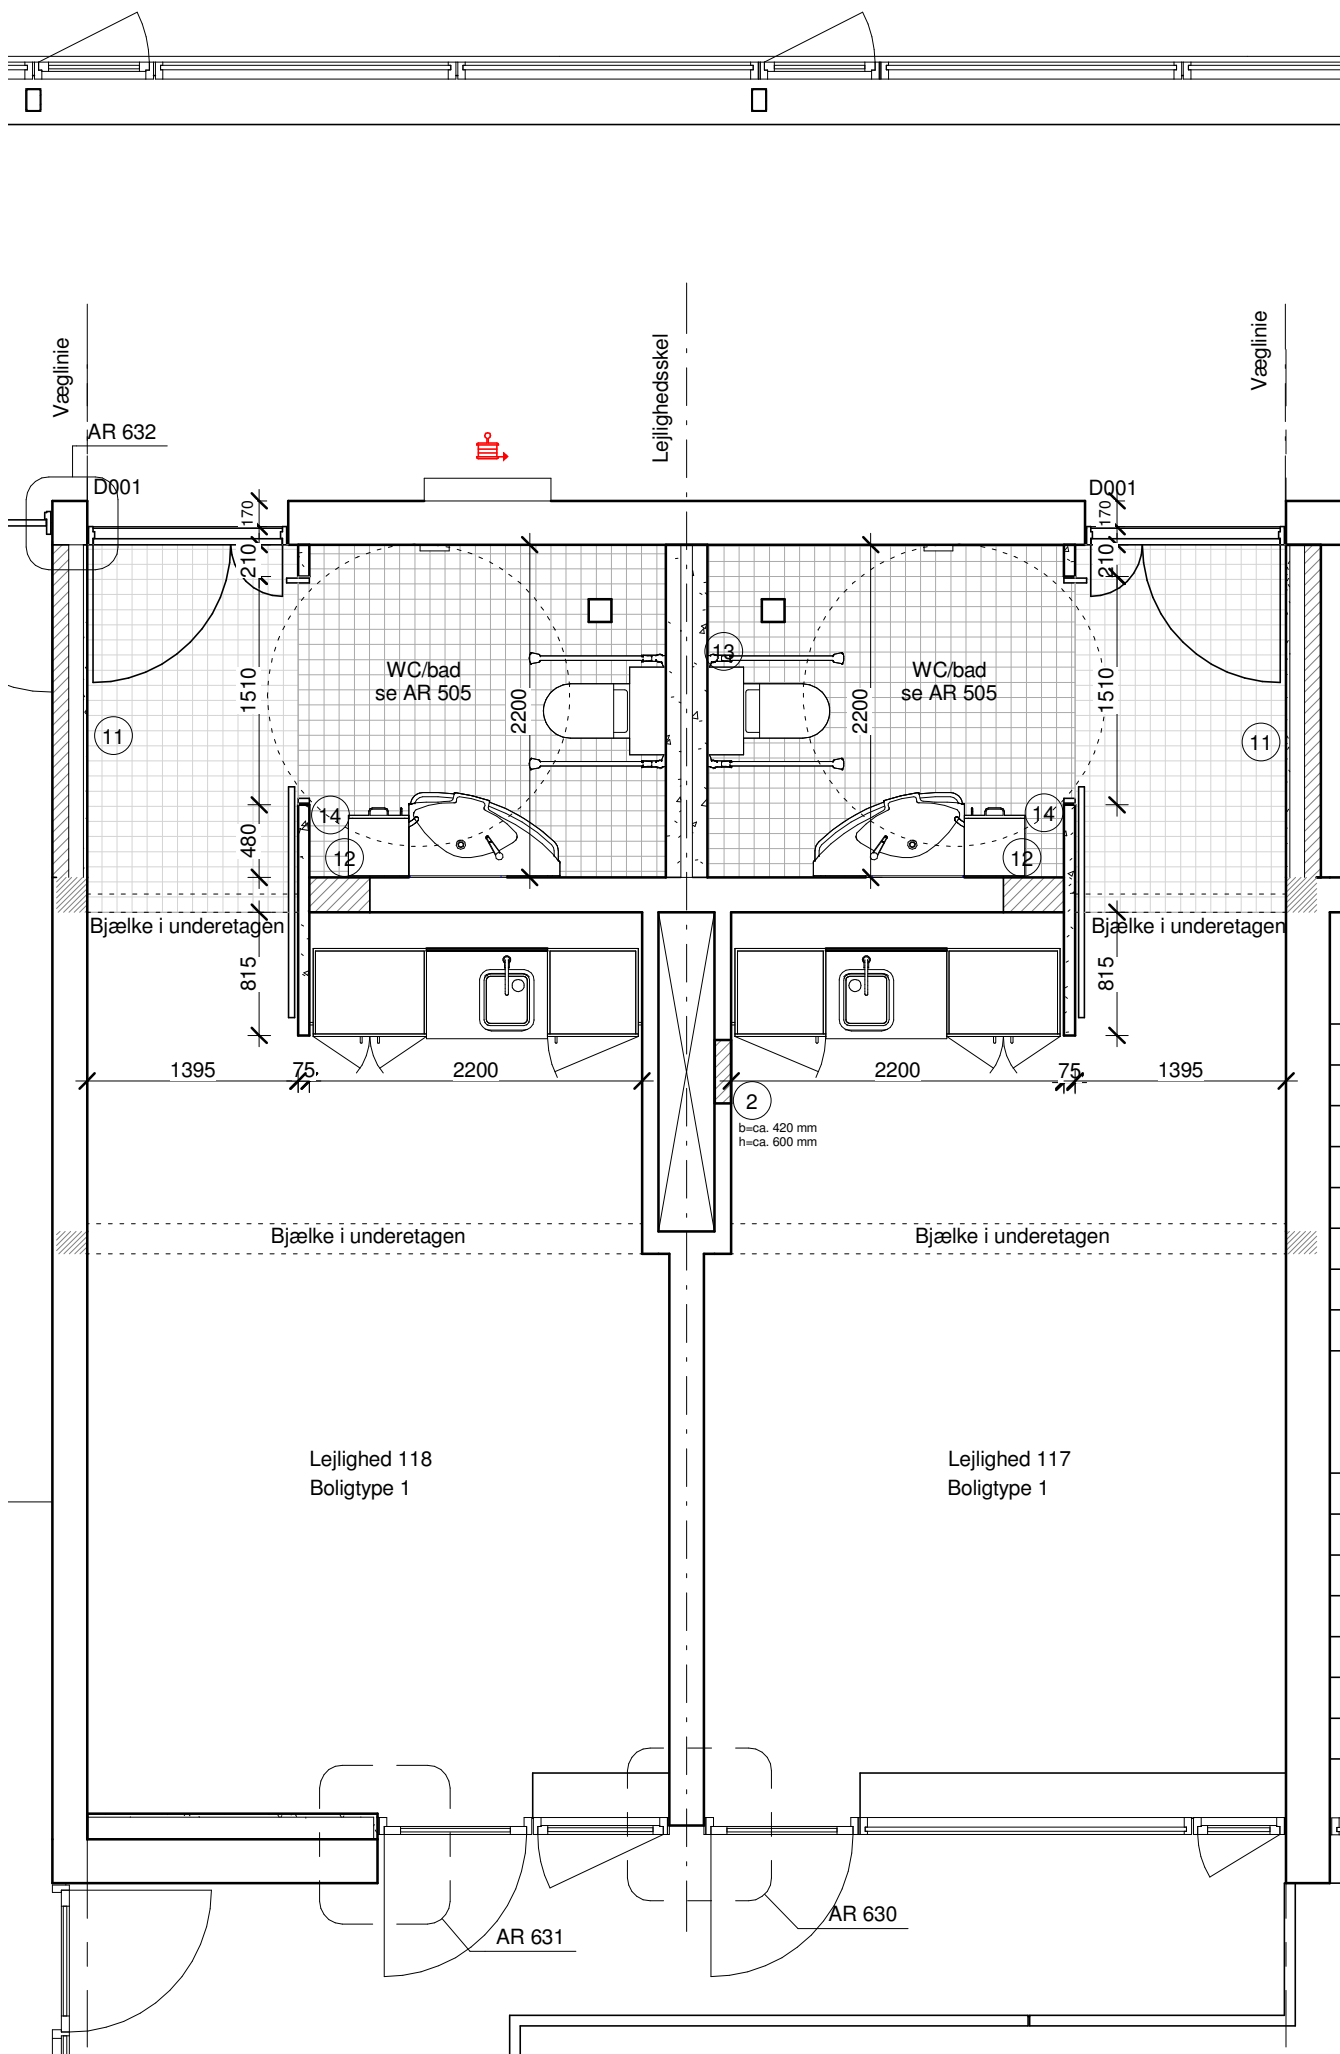 Væglinie
Lejlighedsskel
Væglinie
AR 632
D001
D001
170
170
210
210
WC/bad
se AR 505
WC/bad
se AR 505
13
1510
2200
2200
1510
11
11
14
14
480
12
12
Bjælke i underetagen
Bjælke i underetagen
815
815
1395
75
2200
2200
75
1395
2
b=ca. 420 mm
h=ca. 600 mm
Bjælke i underetagen
Bjælke i underetagen
Lejlighed 118
Boligtype 1
Lejlighed 117
Boligtype 1
AR 630
AR 631